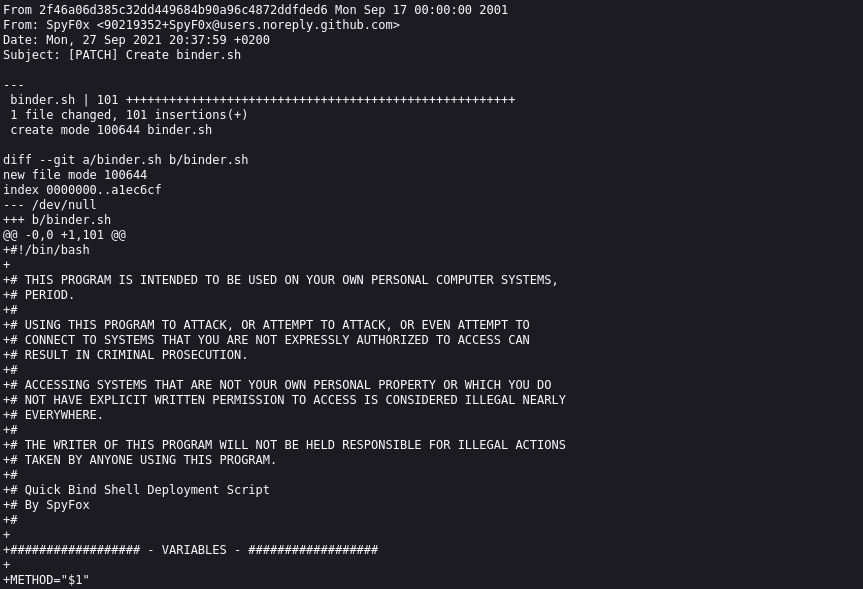 From 2f46a06d385c32dd449684b90a96c4872ddfded6 Mon Sep 17 00:00:00 2001
From: SpyF0x <90219352+SpyF0x@users.noreply.github.com>
Date: Mon, 27 Sep 2021 20:37:59 +0200
Subject: [PATCH] Create binder.sh

---
 binder.sh | 101 ++++++++++++++++++++++++++++++++++++++++++++++++++++++
 1 file changed, 101 insertions(+)
 create mode 100644 binder.sh

diff --git a/binder.sh b/binder.sh
new file mode 100644
index 0000000..a1ec6cf
--- /dev/null
+++ b/binder.sh
@@ -0,0 +1,101 @@
+#!/bin/bash
+
+# THIS PROGRAM IS INTENDED TO BE USED ON YOUR OWN PERSONAL COMPUTER SYSTEMS,
+# PERIOD.
+#
+# USING THIS PROGRAM TO ATTACK, OR ATTEMPT TO ATTACK, OR EVEN ATTEMPT TO
+# CONNECT TO SYSTEMS THAT YOU ARE NOT EXPRESSLY AUTHORIZED TO ACCESS CAN
+# RESULT IN CRIMINAL PROSECUTION.
+#
+# ACCESSING SYSTEMS THAT ARE NOT YOUR OWN PERSONAL PROPERTY OR WHICH YOU DO
+# NOT HAVE EXPLICIT WRITTEN PERMISSION TO ACCESS IS CONSIDERED ILLEGAL NEARLY
+# EVERYWHERE.
+#
+# THE WRITER OF THIS PROGRAM WILL NOT BE HELD RESPONSIBLE FOR ILLEGAL ACTIONS
+# TAKEN BY ANYONE USING THIS PROGRAM.
+#
+# Quick Bind Shell Deployment Script
+# By SpyFox
+#
+
+################## - VARIABLES - ##################
+
+METHOD="$1"